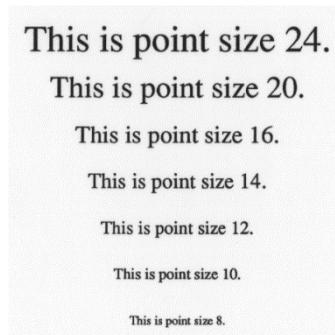 This is point size 24.
This is point size 20.
This is point size 16.
This is point size 14.
This is point size 12.
This is point size 10.
This is point size 8.